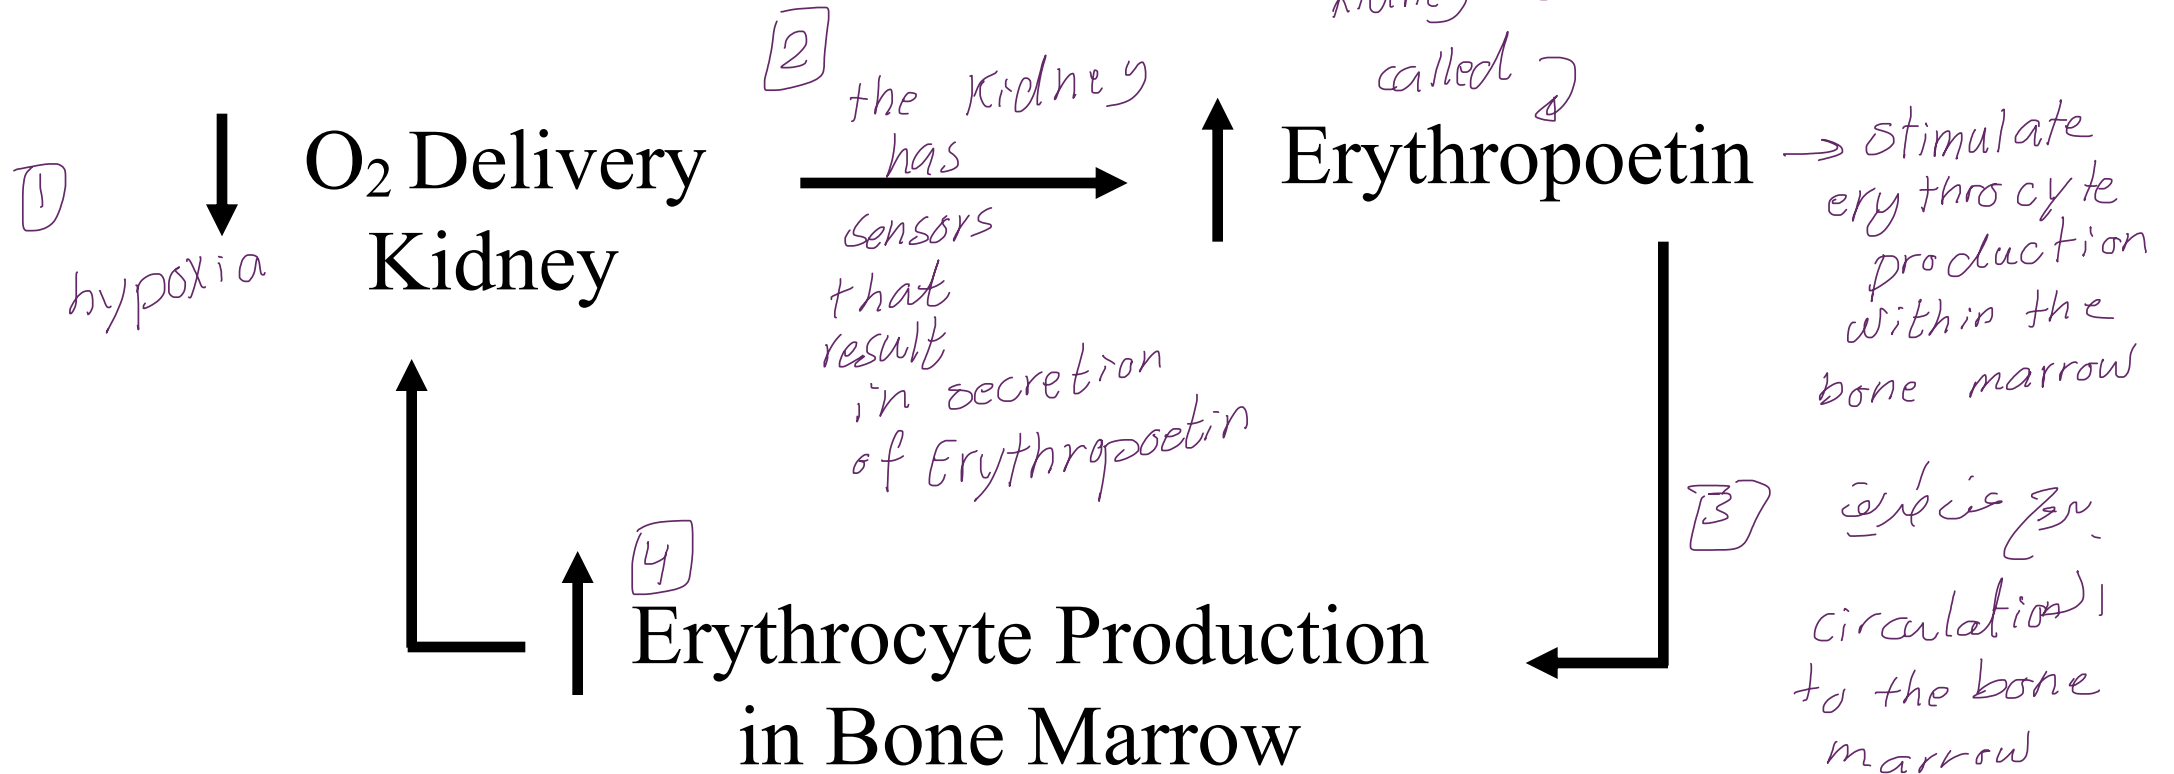 1
hypoxia
O2 Delivery
Kidney
2
the Kidney
has
sensors
that
result
in secretion
of Erythropoetin
called
Erythropoetin
→ stimulate
erythrocyte
production
within the
bone marrow
3
يروح عن طريق
ال circulation
to the bone
marrow
4
Erythrocyte Production
in Bone Marrow